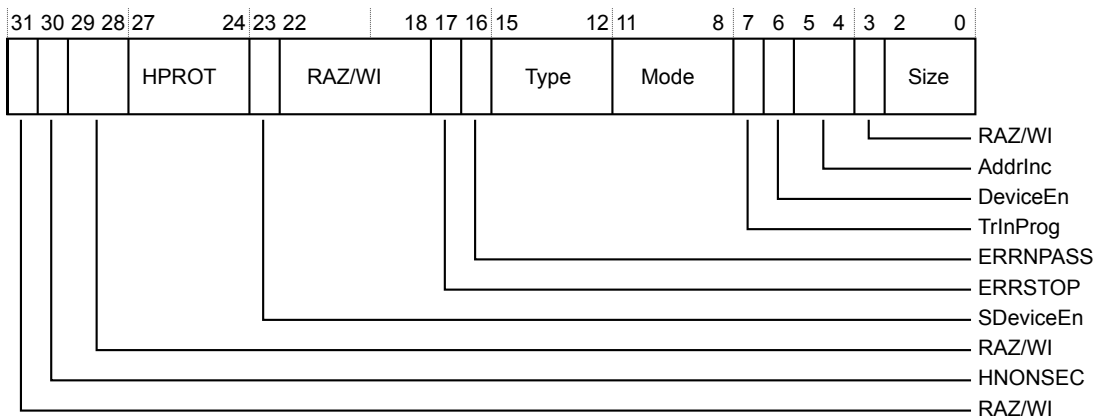 31 30 29 28 27 24 23 22 18 17 16 15 12 11 8 7 6 5 4 3 2 0
HPROT RAZ/WI Type Mode Size
RAZ/WI
AddrInc
DeviceEn
TrInProg
ERRNPASS
ERRSTOP
SDeviceEn
RAZ/WI
HNONSEC
RAZ/WI